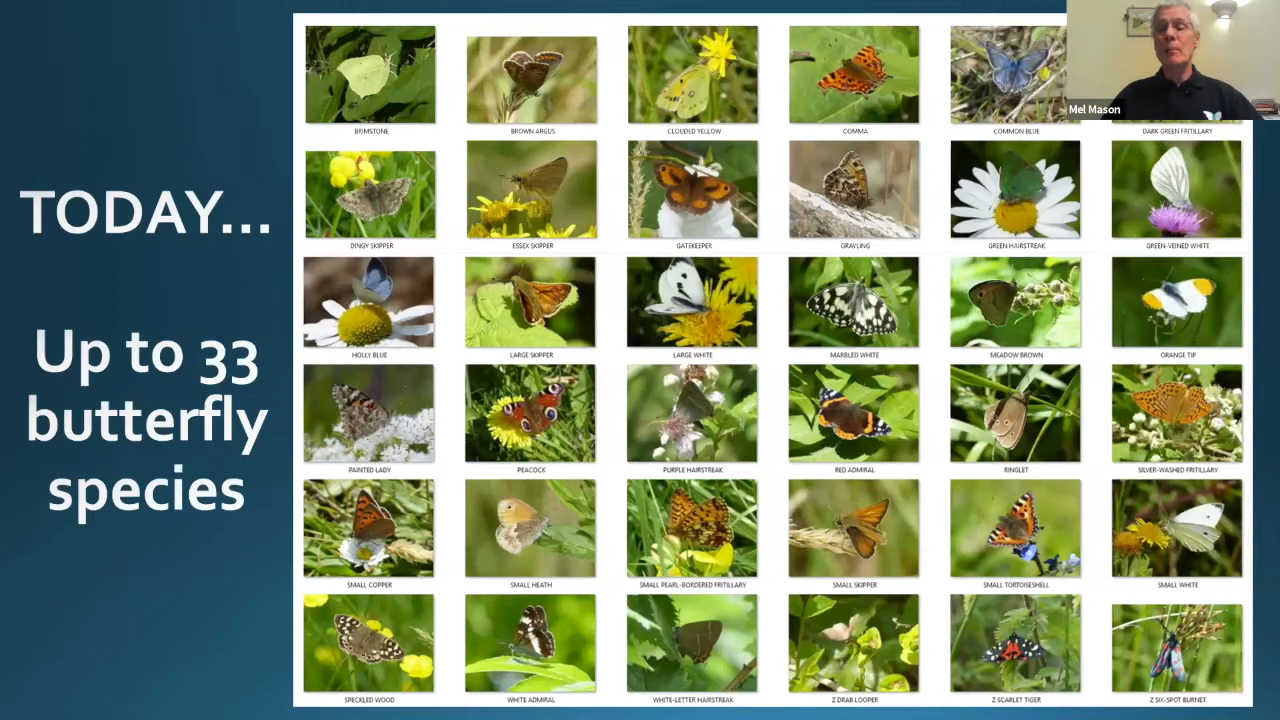 TODAY...
Up to 33
butterfly
species
Mel Mason
BRIMSTONE
BROWN ARGUS
CLOUDED YELLOW
COMMA
COMMON BLUE
DARK GREEN FRITILLARY
DINGY SKIPPER
ESSEX SKIPPER
GATEKEEPER
GRAYLING
GREEN HAIRSTREAK
GREEN-VEINED WHITE
HOLLY BLUE
LARGE SKIPPER
LARGE WHITE
MARBLED WHITE
MEADOW BROWN
ORANGE TIP
PAINTED LADY
PEACOCK
PURPLE HAIRSTREAK
RED ADMIRAL
RINGLET
SILVER-WASHED FRITILLARY
SMALL COPPER
SMALL HEATH
SMALL PEARL-BORDERED FRITILLARY
SMALL SKIPPER
SMALL TORTOISESHELL
SMALL WHITE
SPECKLED WOOD
WHITE ADMIRAL
WHITE-LETTER HAIRSTREAK
Z DRAB LOOPER
Z SCARLET TIGER
Z SIX-SPOT BURNET